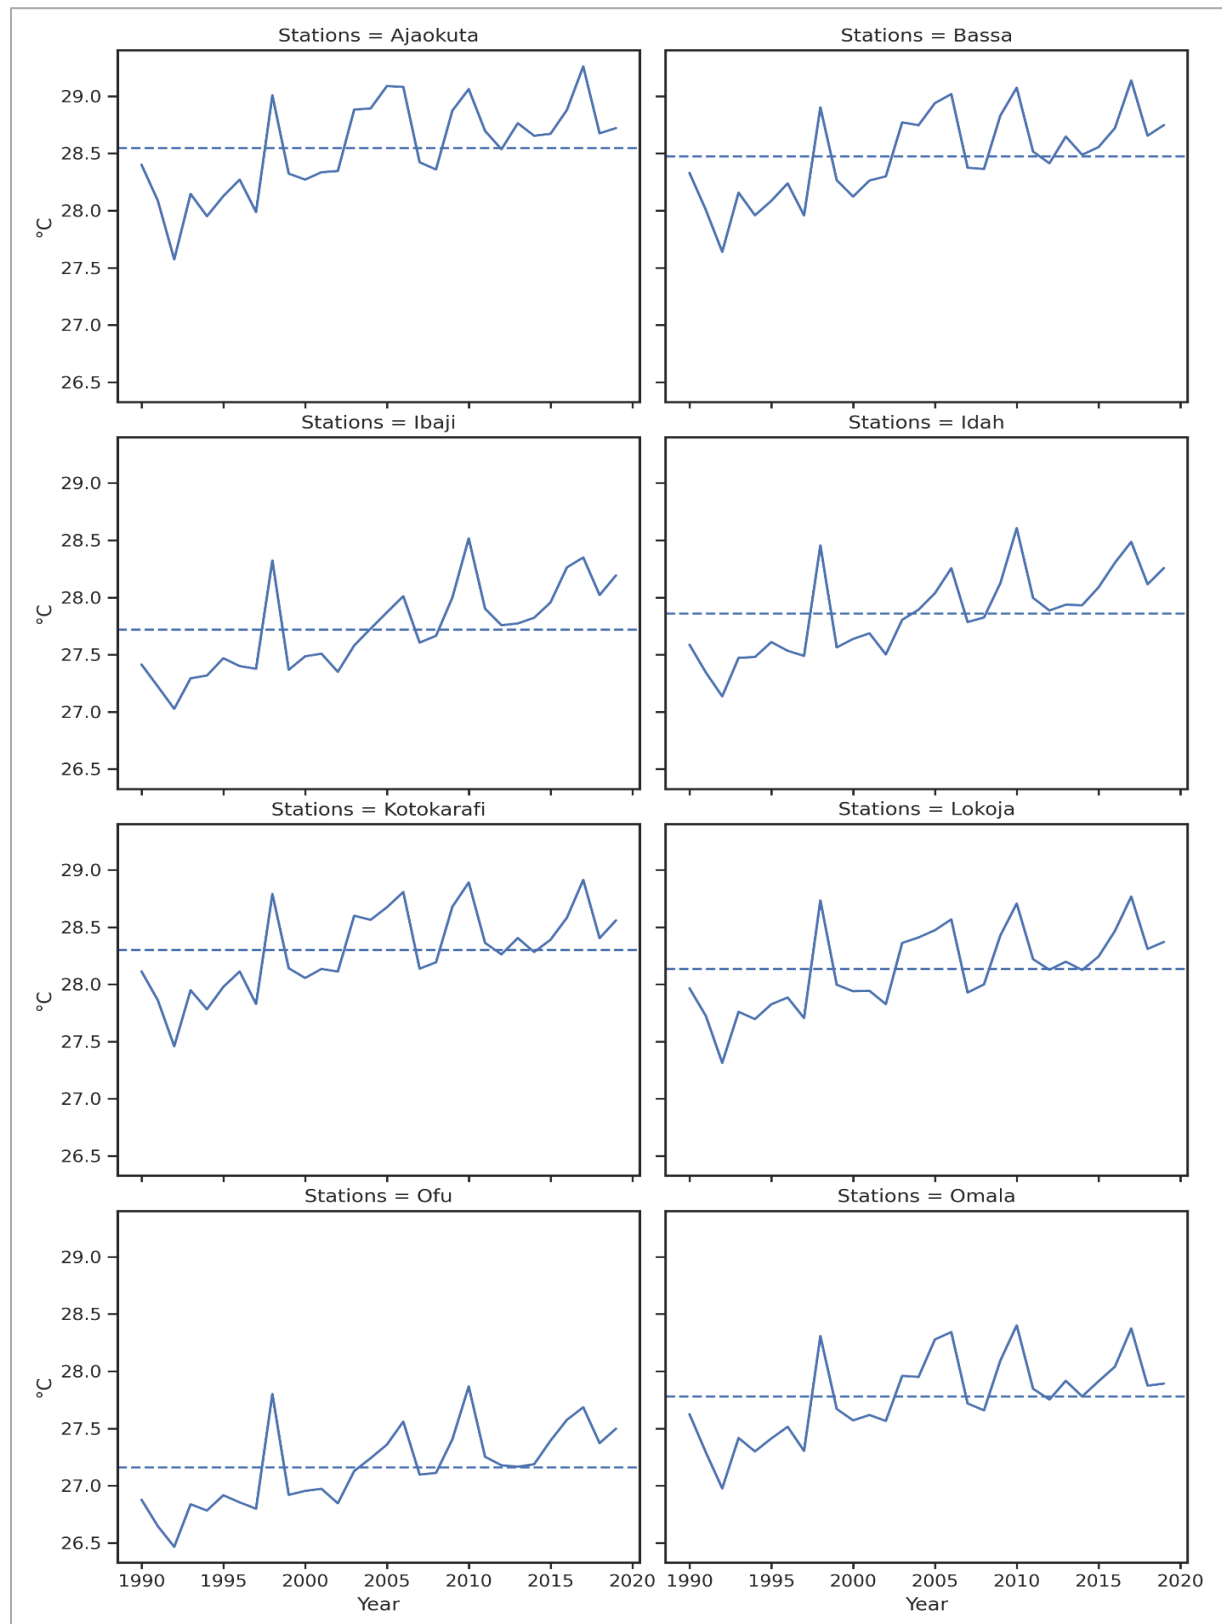 Stations = Ajaokuta
Stations = Bassa
29.0
28.5
28.0
27.5
27.0
26.5
°C
Stations = Ibaji
Stations = Idah
29.0
28.5
28.0
27.5
27.0
26.5
°C
Stations = Kotokarafi
Stations = Lokoja
29.0
28.5
28.0
27.5
27.0
26.5
°C
Stations = Ofu
Stations = Omala
29.0
28.5
28.0
27.5
27.0
26.5
°C
1990 1995 2000 2005 2010 2015 2020
1990 1995 2000 2005 2010 2015 2020
Year
Year